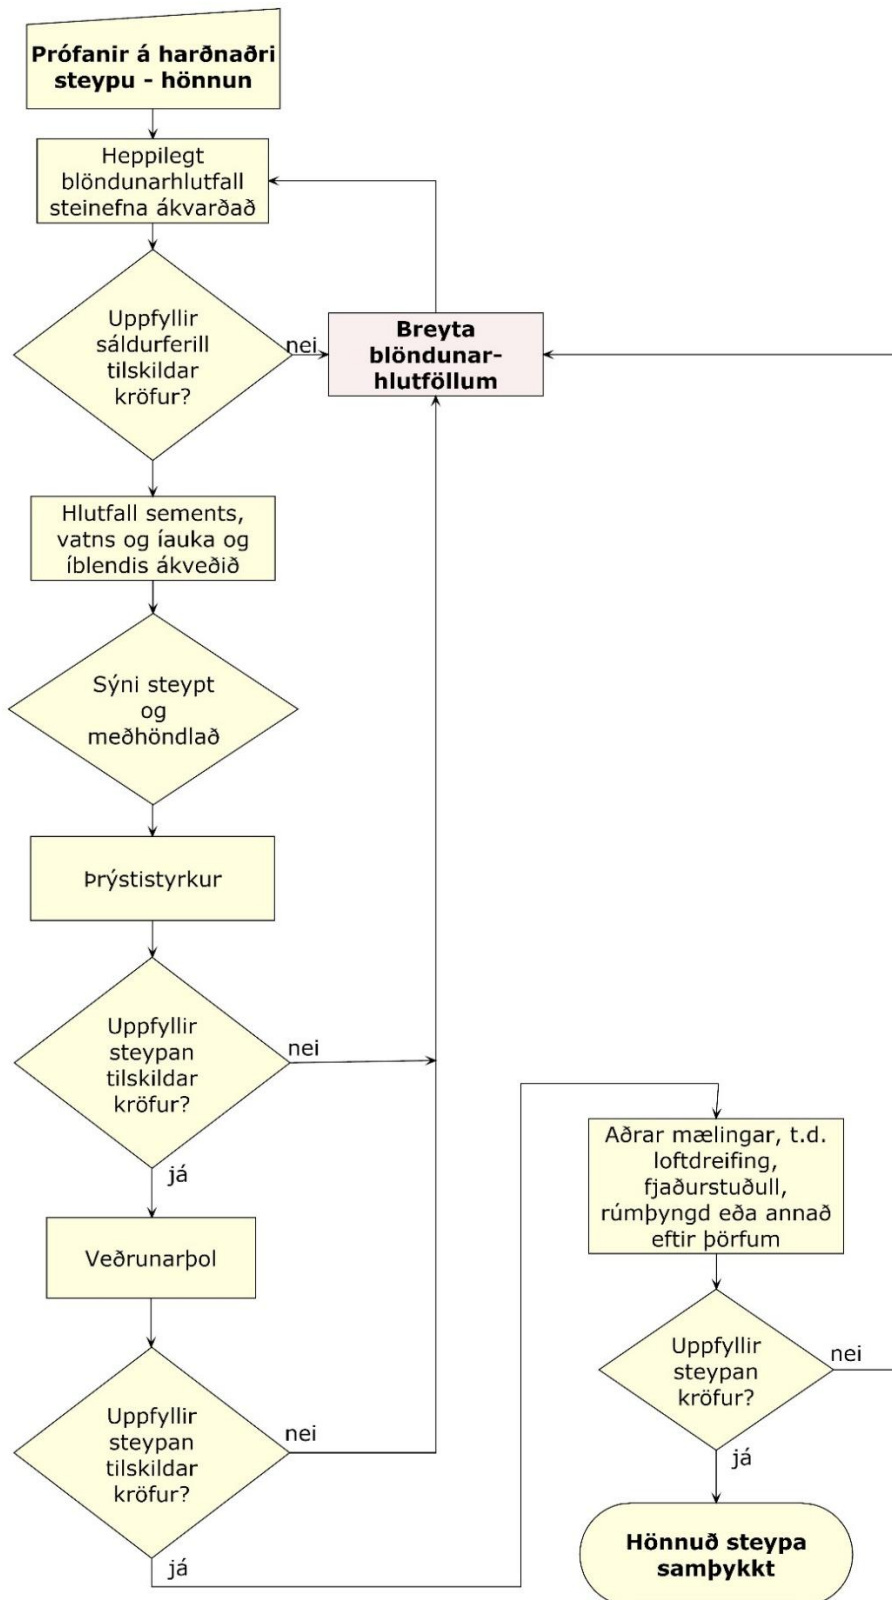 Prófanir á harðnaðri
steypu - hönnun
Heppilegt
blöndunarhlutfall
steinefna ákvarðað
Uppfyllir
sáldurferill
tilskildar
kröfur?
nei
Breyta
blöndunar-
hlutföllum
Hlutfall sements,
vatns og íauka og
íblendis ákveðið
Sýni steypt
og
meðhöndlað
Þrýstistyrkur
Uppfyllir
steypan
tilskildar
kröfur?
nei
já
Veðrunarþol
Uppfyllir
steypan
tilskildar
kröfur?
nei
já
Aðrar mælingar, t.d.
loftdreifing,
fjaðurstuðull,
rúmþyngd eða annað
eftir þörfum
Uppfyllir
steypan
kröfur?
nei
já
Hönnuð steypa
samþykkt